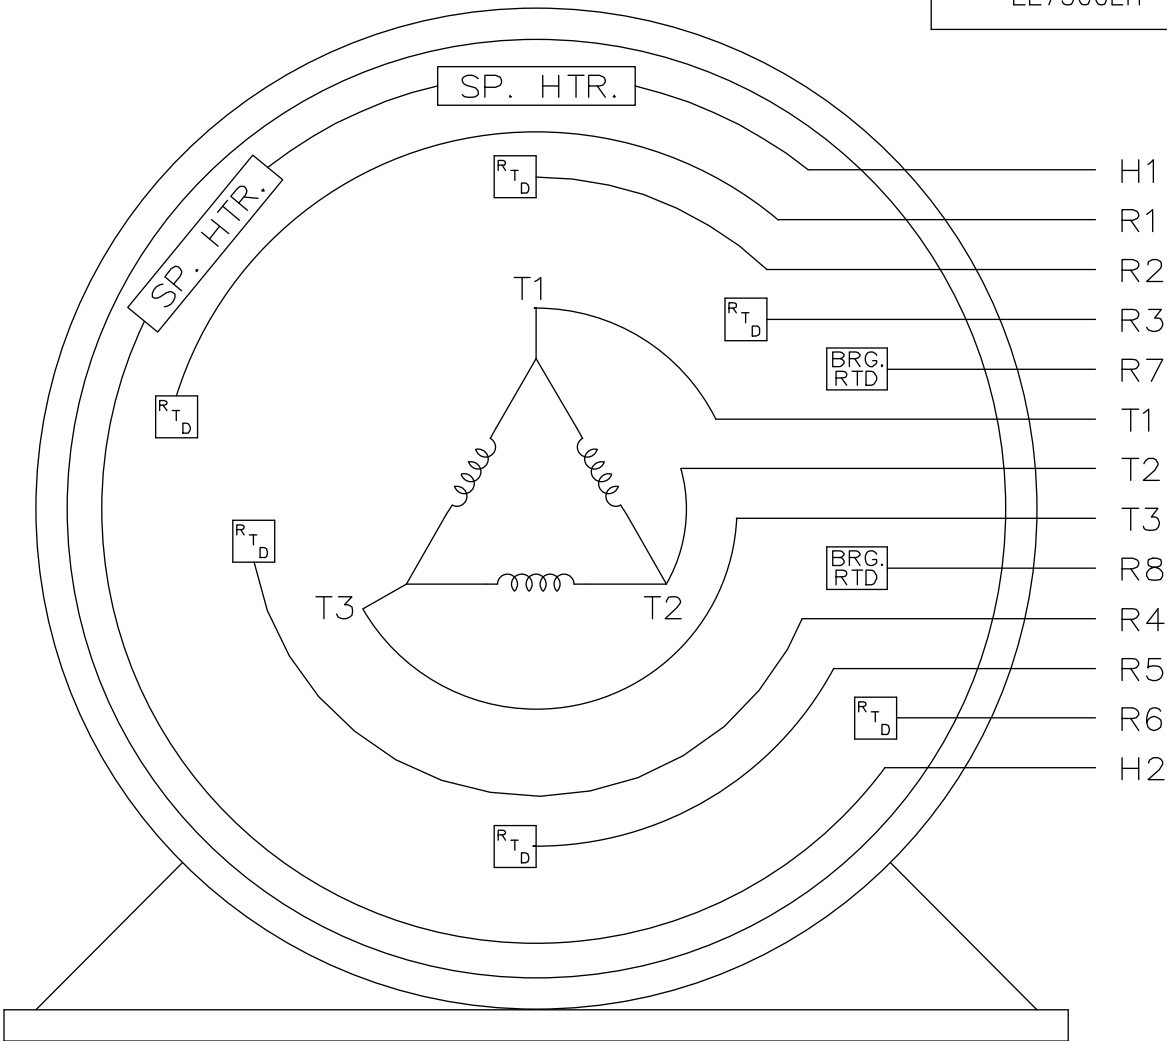 SP. HTR.
SP. HTR.
RTD
RTD
RTD
BRG.
RTD
RTD
RTD
BRG.
RTD
RTD
RTD
T1
T3
T2
H1
R1
R2
R3
R7
T1
T2
T3
R8
R4
R5
R6
H2